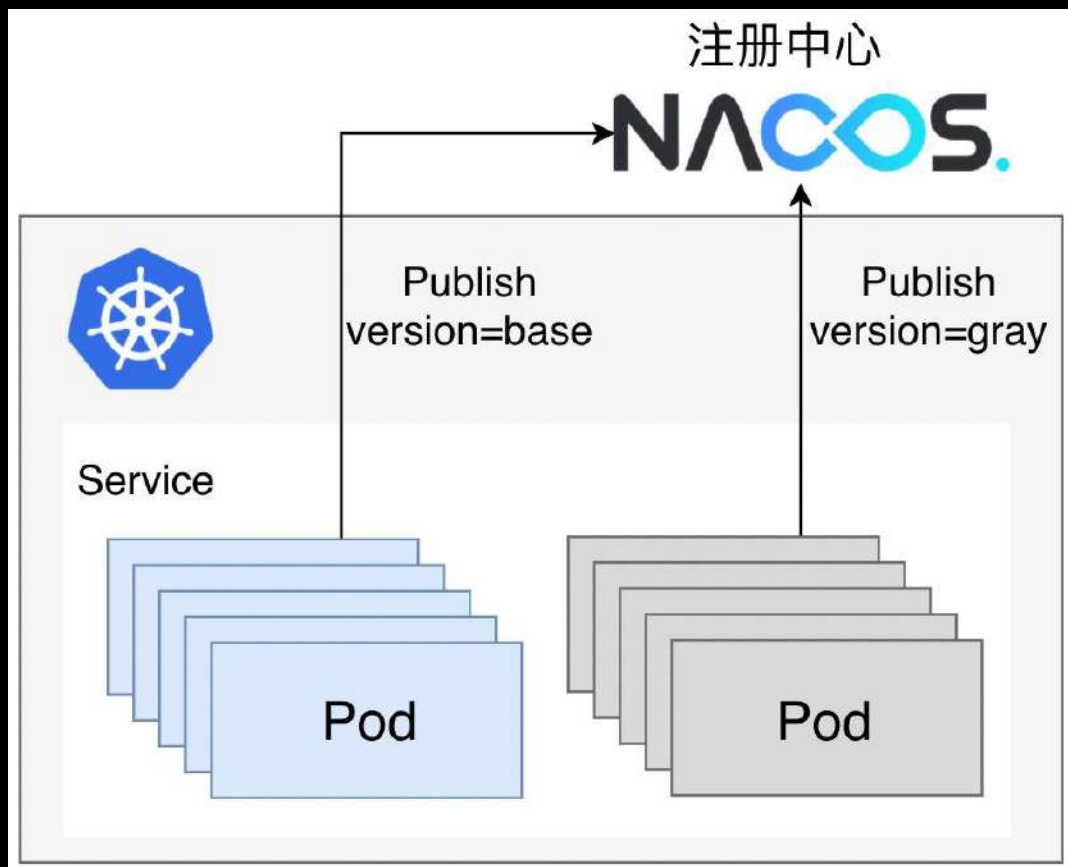 注册中心
NACOS.
Publish
version=base
Publish
version=gray
Service
Pod
Pod